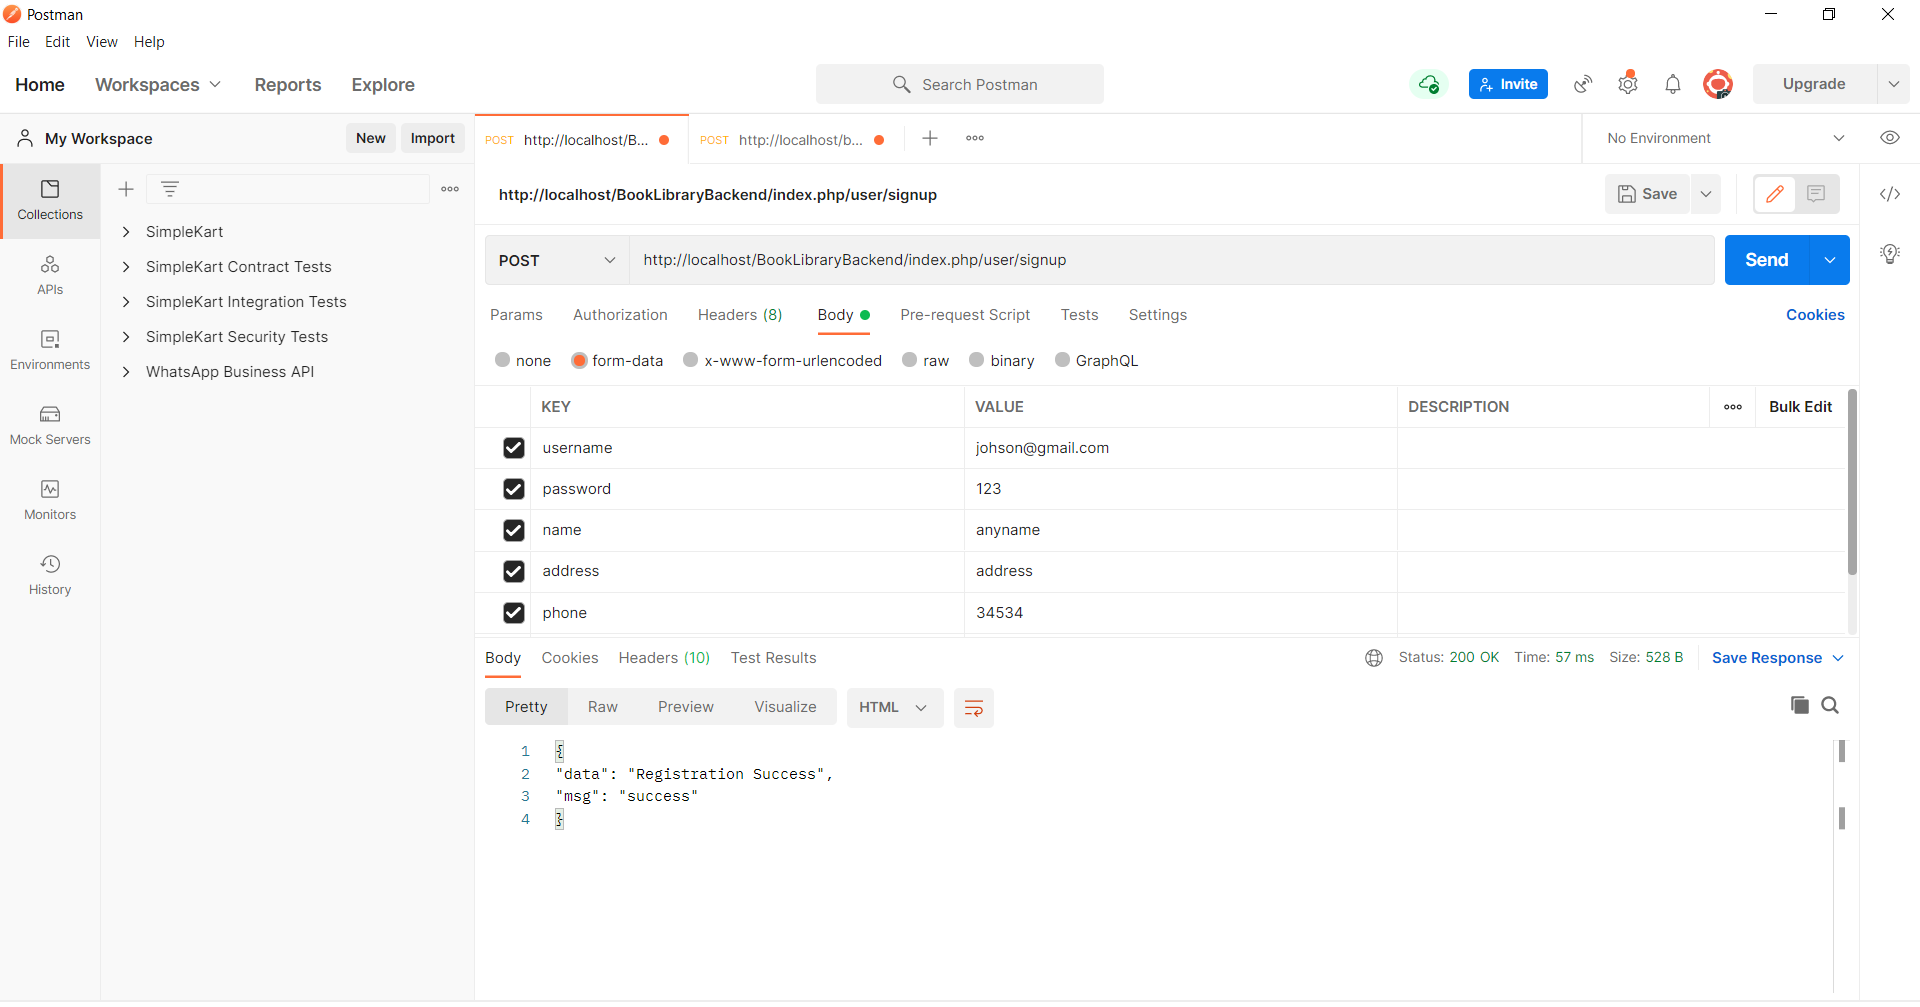 Postman
File Edit View Help
Home Workspaces Reports Explore
Search Postman
Invite
Upgrade
My Workspace
New Import
POST http://localhost/B...
POST http://localhost/b...
No Environment
Collections
APIs
Environments
Mock Servers
Monitors
History
SimpleKart
SimpleKart Contract Tests
SimpleKart Integration Tests
SimpleKart Security Tests
WhatsApp Business API
http://localhost/BookLibraryBackend/index.php/user/signup
Save
POST http://localhost/BookLibraryBackend/index.php/user/signup
Send
Params Authorization Headers (8) Body Pre-request Script Tests Settings
Cookies
none form-data x-www-form-urlencoded raw binary GraphQL
KEY VALUE DESCRIPTION Bulk Edit
username johson@gmail.com
password 123
name anyname
address address
phone 34534
Body Cookies Headers (10) Test Results
Status: 200 OK Time: 57 ms Size: 528 B Save Response
Pretty Raw Preview Visualize HTML
1 {
2 "data": "Registration Success",
3 "msg": "success"
4 }